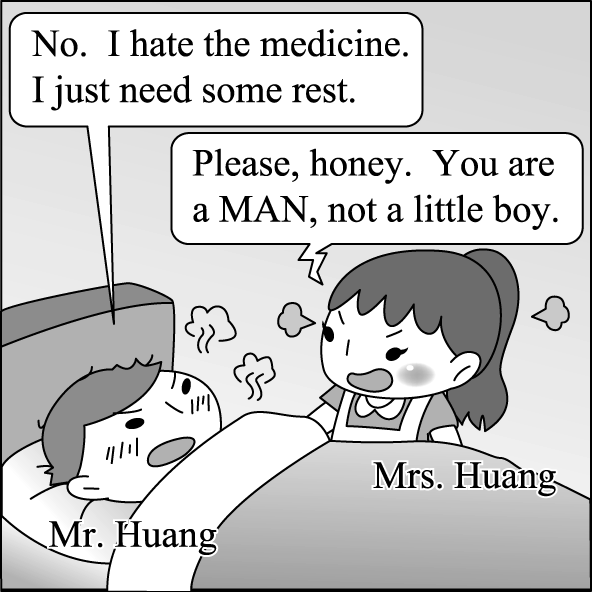 No. I hate the medicine.
I just need some rest.
Please, honey. You are
a MAN, not a little boy.
Mrs. Huang
Mr. Huang